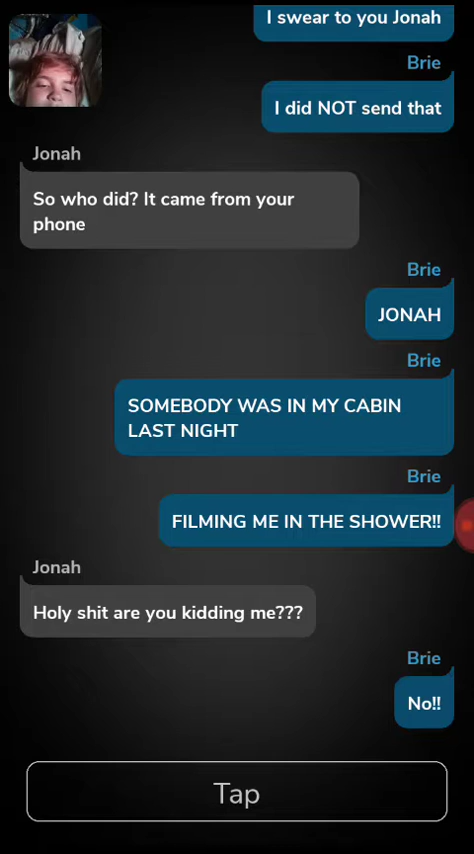 I swear to you Jonah
Brie
I did NOT send that
Jonah
So who did? It came from your
phone
Brie
JONAH
Brie
SOMEBODY WAS IN MY CABIN
LAST NIGHT
Brie
FILMING ME IN THE SHOWER!!
Jonah
Holy shit are you kidding me???
Brie
No!!
Tap